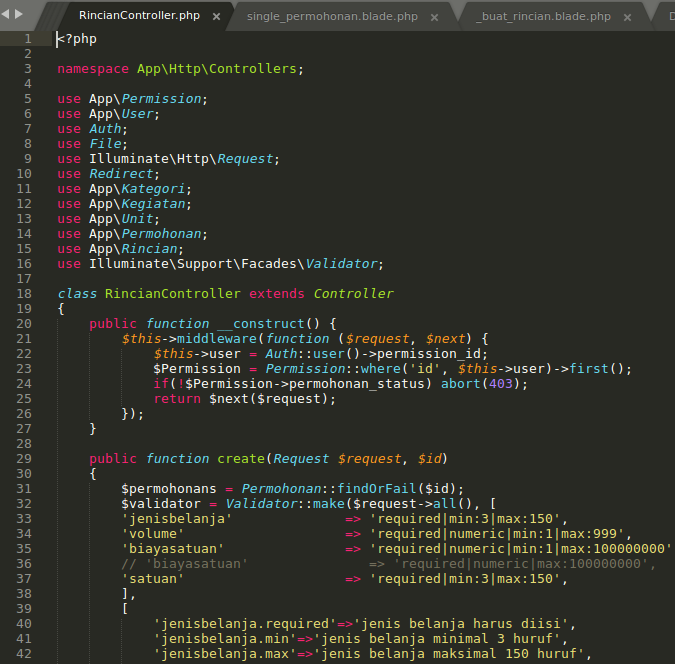 RincianController.php × single_permohonan.blade.php × _buat_rincian.blade.php × D
1 <?php
2
3 namespace App\Http\Controllers;
4
5 use App\Permission;
6 use App\User;
7 use Auth;
8 use File;
9 use Illuminate\Http\Request;
10 use Redirect;
11 use App\Kategori;
12 use App\Kegiatan;
13 use App\Unit;
14 use App\Permohonan;
15 use App\Rincian;
16 use Illuminate\Support\Facades\Validator;
17
18 class RincianController extends Controller
19 {
20     public function __construct() {
21         $this->middleware(function ($request, $next) {
22             $this->user = Auth::user()->permission_id;
23             $Permission = Permission::where('id', $this->user)->first();
24             if(!$Permission->permohonan_status) abort(403);
25             return $next($request);
26         });
27     }
28
29     public function create(Request $request, $id)
30     {
31         $permohonans = Permohonan::findOrFail($id);
32         $validator = Validator::make($request->all(), [
33         'jenisbelanja'              => 'required|min:3|max:150',
34         'volume'                    => 'required|numeric|min:1|max:999',
35         'biayasatuan'               => 'required|numeric|min:1|max:100000000'
36         // 'biayasatuan'               => 'required|numeric|max:100000000',
37         'satuan'                    => 'required|min:3|max:150',
38         ],
39         [
40             'jenisbelanja.required'=>'jenis belanja harus diisi',
41             'jenisbelanja.min'=>'jenis belanja minimal 3 huruf',
42             'jenisbelanja.max'=>'jenis belanja maksimal 150 huruf',